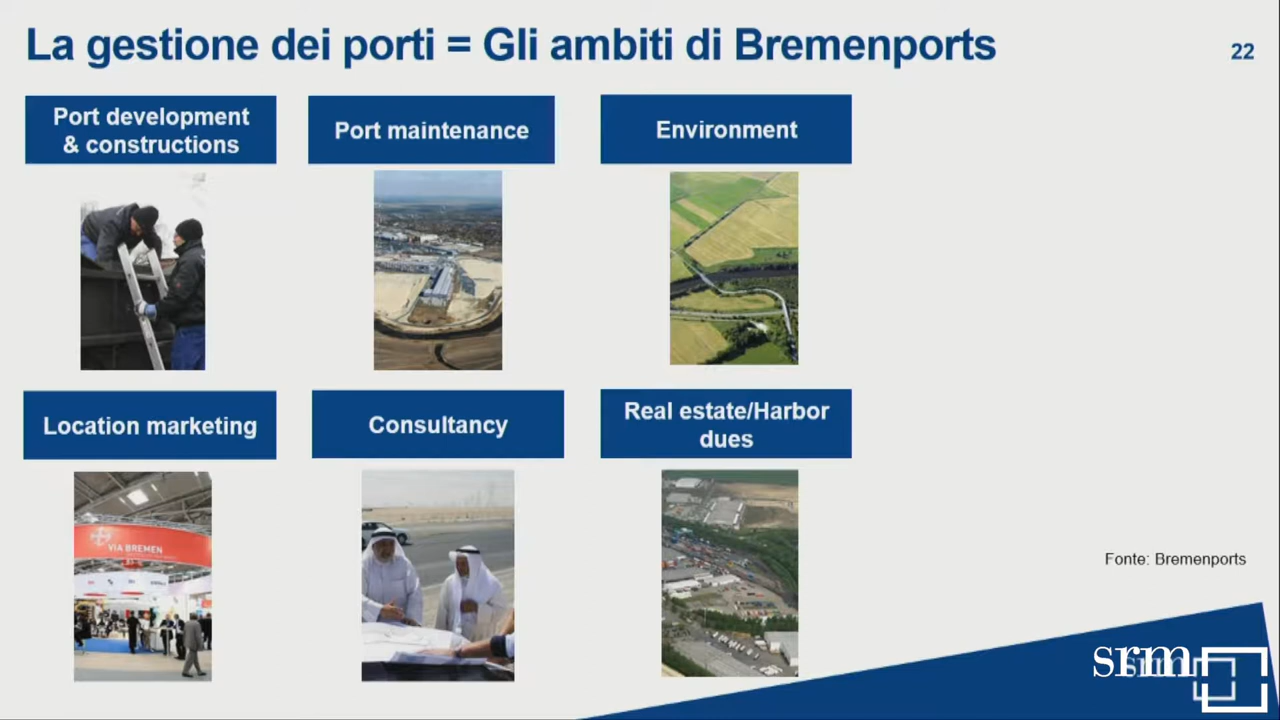 La gestione dei porti = Gli ambiti di Bremenports
22
Port development
& constructions
Port maintenance
Environment
Location marketing
Consultancy
Real estate/Harbor
dues
VIA BREMEN
Fonte: Bremenports
srm
srm